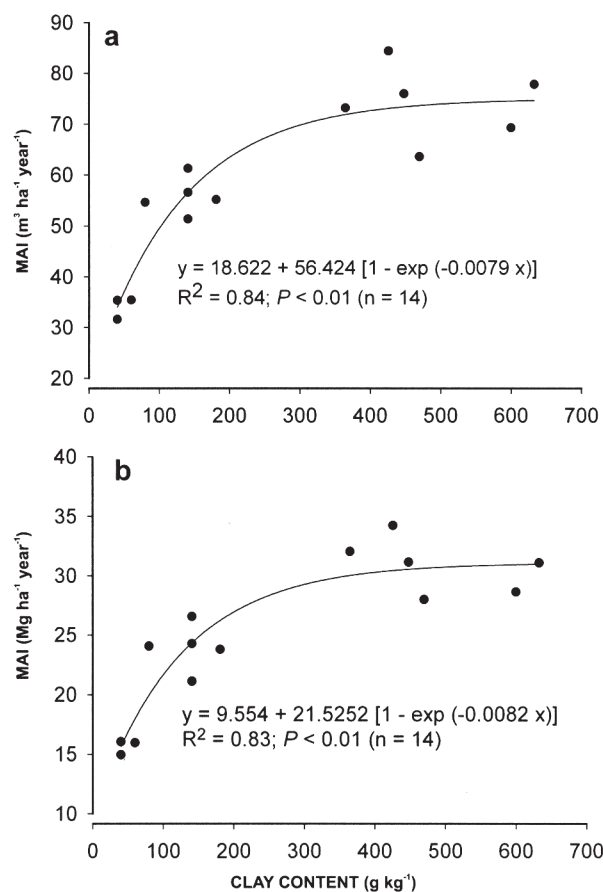 a
90
80
70
60
50
40
30
20
MAI (m³ ha⁻¹ year⁻¹)
y = 18.622 + 56.424 [1 - exp (-0.0079 x)]
R² = 0.84; P < 0.01 (n = 14)
0 100 200 300 400 500 600 700
b
40
35
30
25
20
15
10
MAI (Mg ha⁻¹ year⁻¹)
y = 9.554 + 21.5252 [1 - exp (-0.0082 x)]
R² = 0.83; P < 0.01 (n = 14)
0 100 200 300 400 500 600 700
CLAY CONTENT (g kg⁻¹)